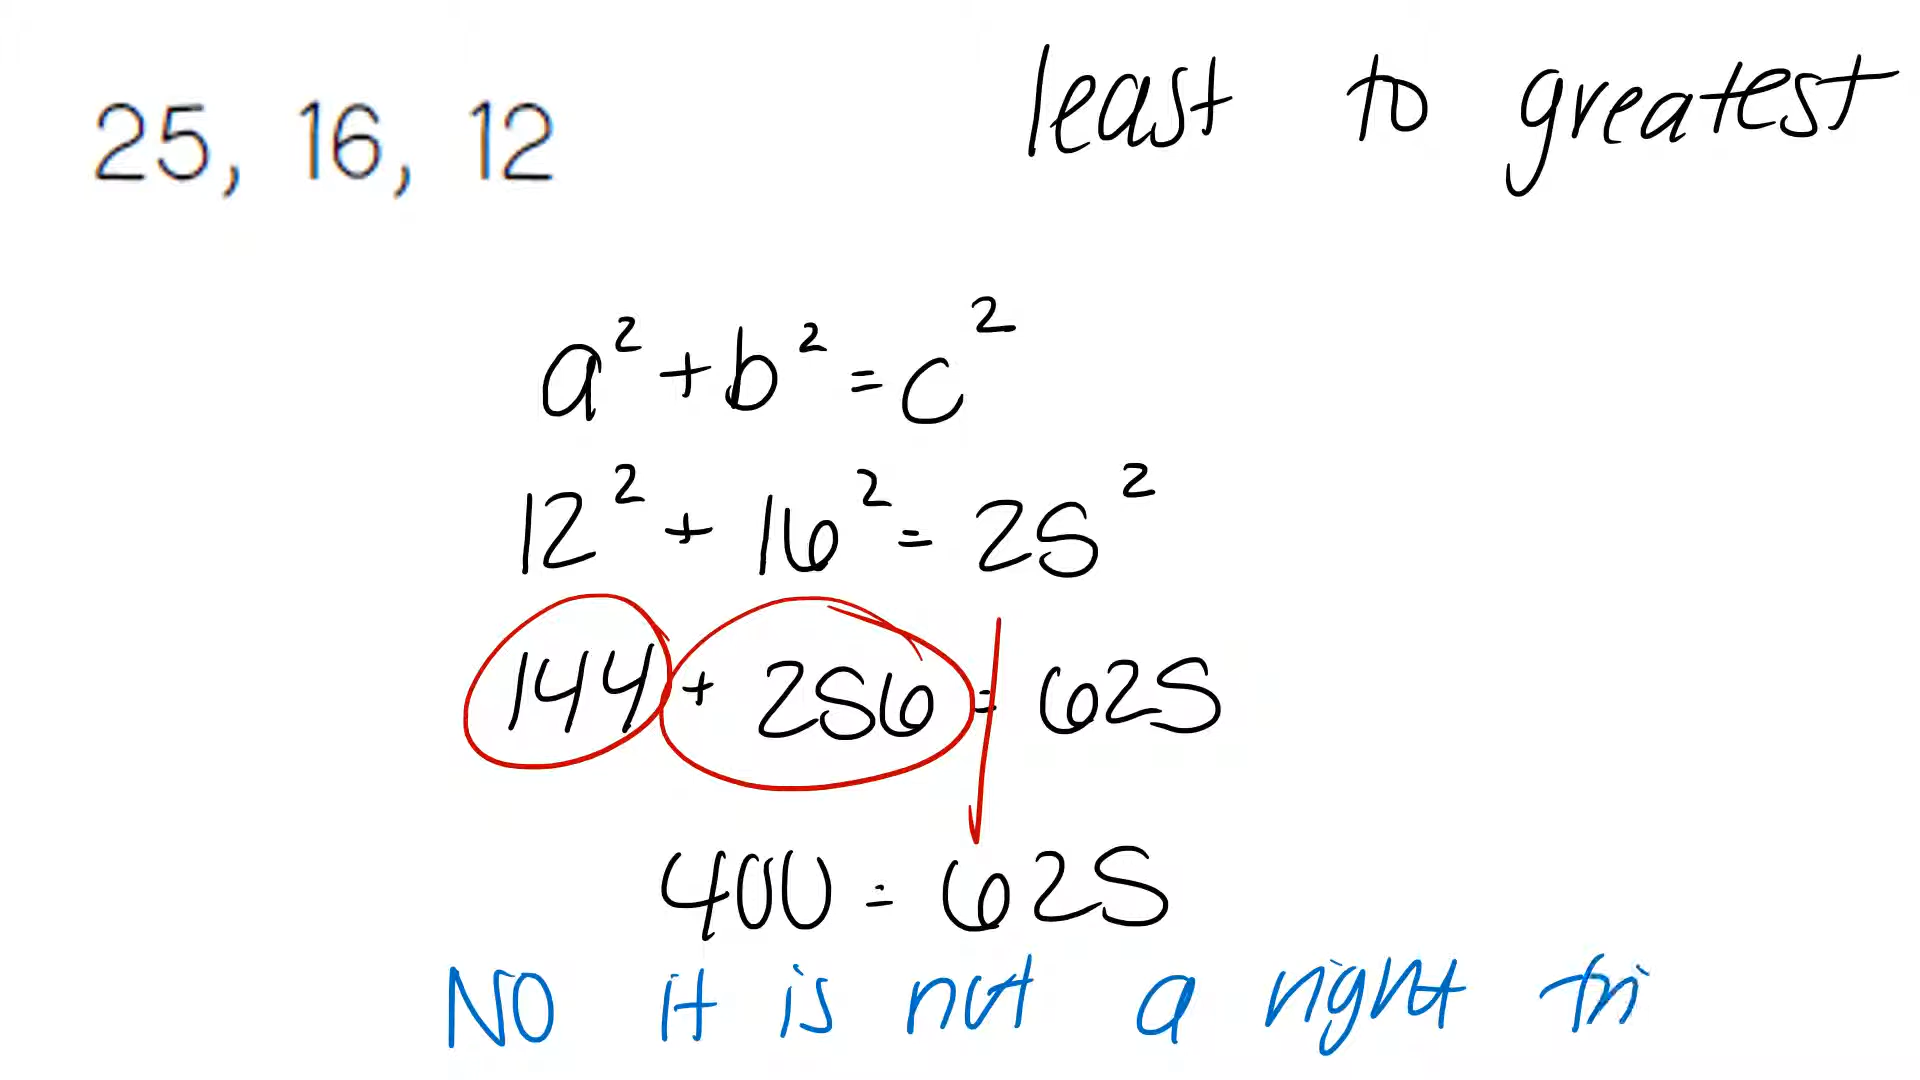 25, 16, 12
least to greatest
a² + b² = c²
12² + 16² = 25²
144 + 256 = 625
400 = 625
NO it is not a right tri